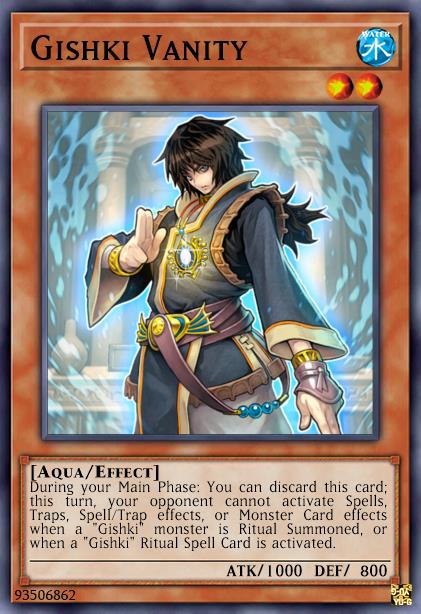 Gishki Vanity
WATER
水
[Aqua/Effect]
During your Main Phase: You can discard this card;
this turn, your opponent cannot activate Spells,
Traps, Spell/Trap effects, or Monster Card effects
when a "Gishki" monster is Ritual Summoned, or
when a "Gishki" Ritual Spell Card is activated.
ATK/1000 DEF/ 800
93506862